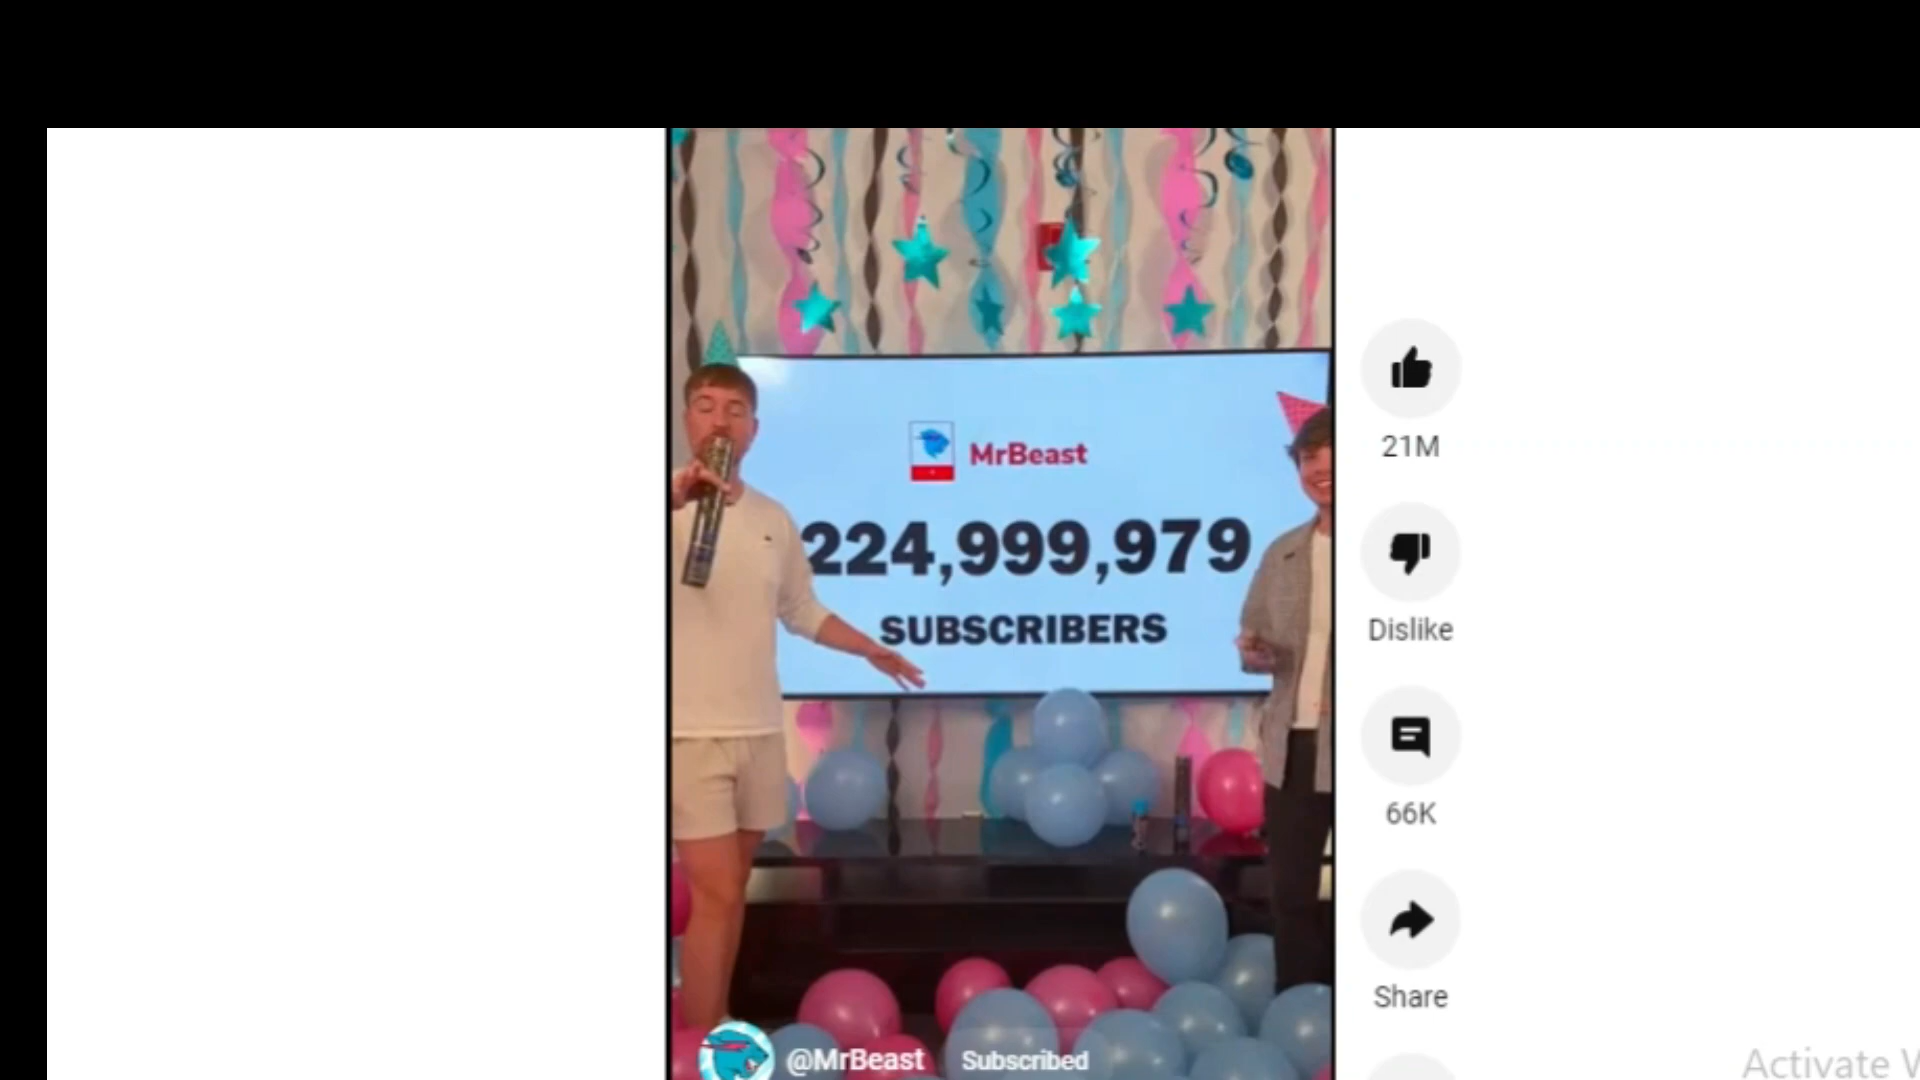 MrBeast
224,999,979
SUBSCRIBERS
21M
Dislike
66K
Share
@MrBeast Subscribed
Activate